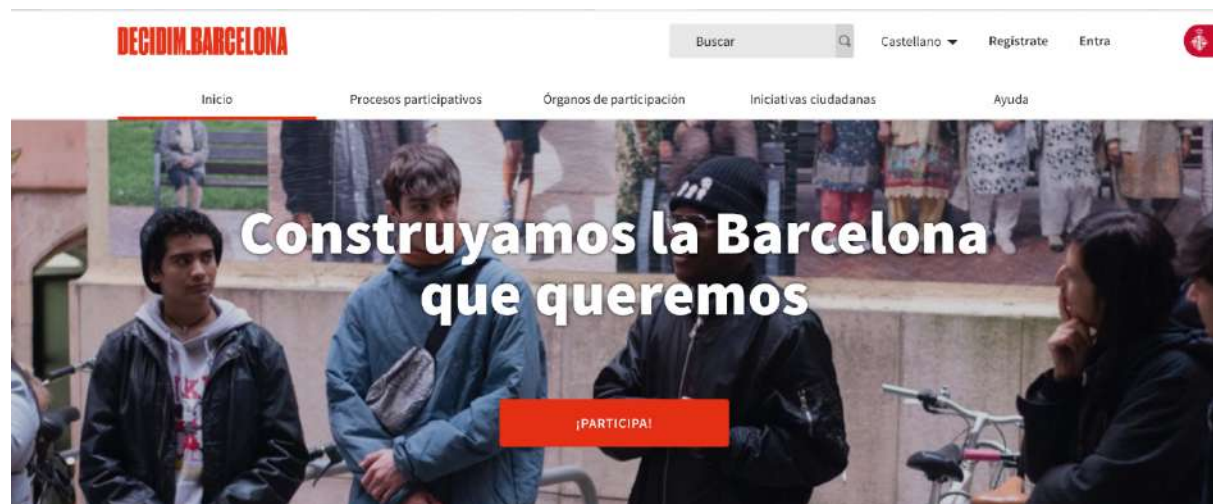 DECIDIM.BARCELONA
Buscar
Castellano
Regístrate
Entra
Inicio
Procesos participativos
Órganos de participación
Iniciativas ciudadanas
Ayuda
Construyamos la Barcelona
que queremos
¡PARTICIPA!